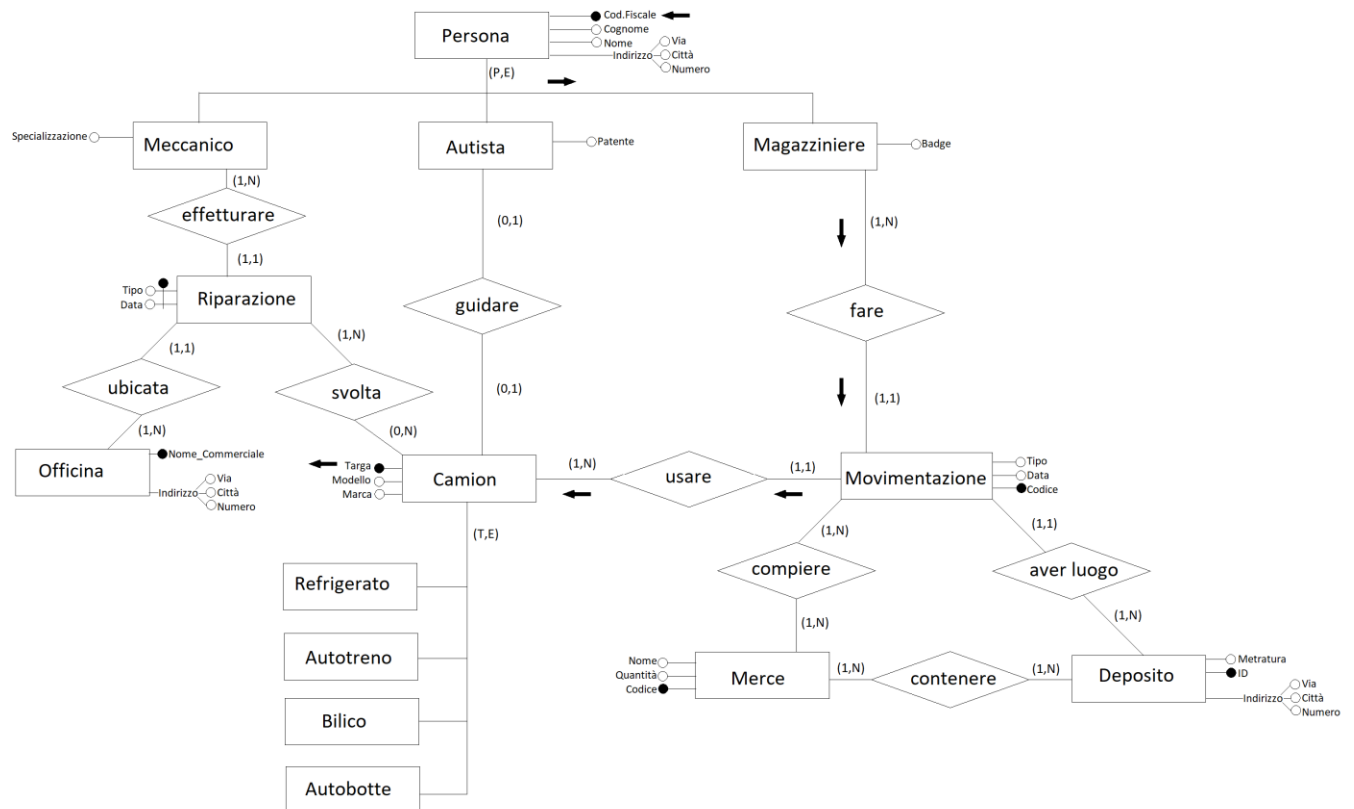 Persona
Cod.Fiscale
Cognome
Nome
Indirizzo
Via
Città
Numero
(P,E)
Specializzazione
Meccanico
Autista
Patente
Magazziniere
Badge
(1,N)
effetturare
(1,1)
(0,1)
(1,N)
Tipo
Data
Riparazione
guidare
fare
(1,1)
(1,N)
ubicata
svolta
(0,1)
(1,1)
(1,N)
(0,N)
Officina
Nome_Commerciale
Indirizzo
Via
Città
Numero
Targa
Modello
Marca
Camion
(1,N)
usare
(1,1)
Movimentazione
Tipo
Data
Codice
(T,E)
(1,N)
(1,1)
Refrigerato
compiere
aver luogo
(1,N)
(1,N)
Autotreno
Nome
Quantità
Codice
Merce
(1,N)
contenere
(1,N)
Deposito
Metratura
ID
Indirizzo
Via
Città
Numero
Bilico
Autobotte